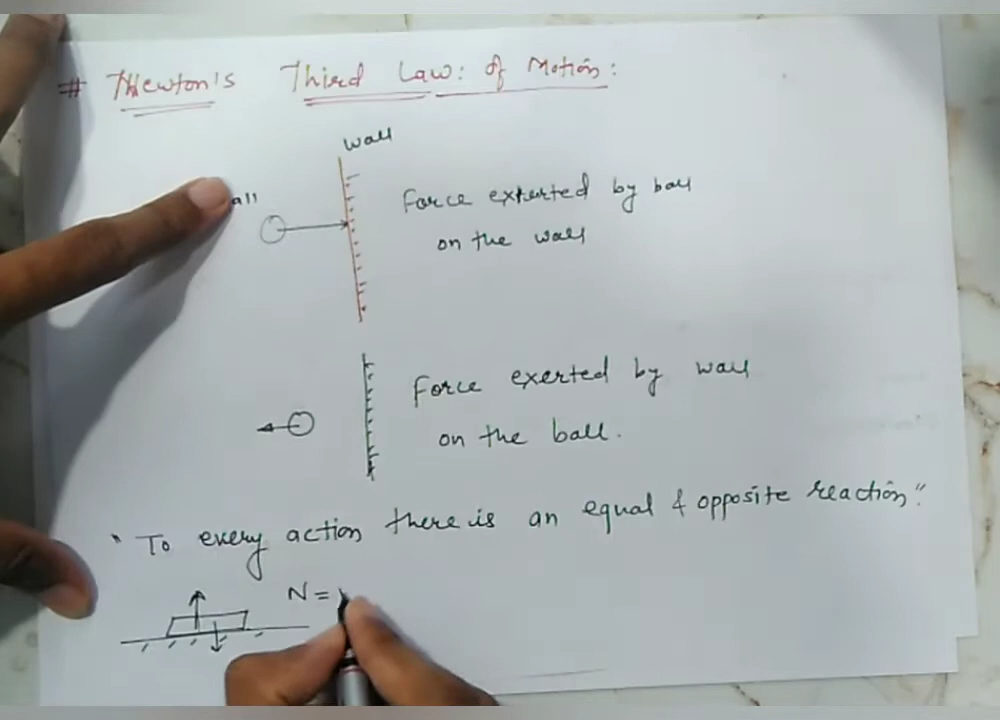 # Newton's Third Law: of Motion:
wall
all
Force exerted by ball
on the wall
Force exerted by wall
on the ball.
"To every action there is an equal & opposite reaction"
N =